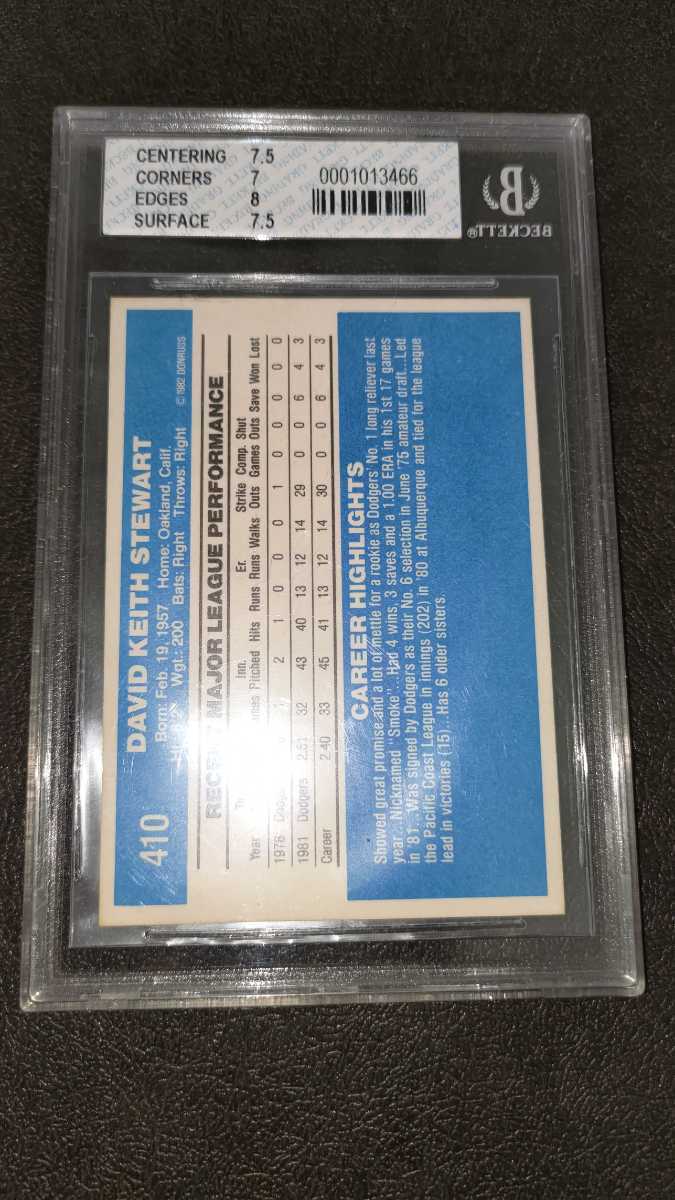 CENTERING 7.5
CORNERS 7
EDGES 8
SURFACE 7.5
0001013466
B
BECKETT®
410
DAVID KEITH STEWART
Born: Feb. 19, 1957 Home: Oakland, Calif.
Wgt.: 200 Bats: Right Throws: Right © 1982 DONRUSS
RECENT MAJOR LEAGUE PERFORMANCE
Inn. Er. Strike Comp. Shut
Year Pitched Hits Runs Runs Walks Outs Games Outs Save Won Lost
1978 2 1 0 0 0 1 0 0 0 0 0
1981 Dodgers 2.51 32 43 40 13 12 14 29 0 0 6 4 3
Career 2.40 33 45 41 13 12 14 30 0 0 6 4 3
CAREER HIGHLIGHTS
Showed great promise and a lot of mettle for a rookie as Dodgers' No. 1 long reliever last
year...Nicknamed "Smoke"...Had 4 wins, 3 saves and a 1.00 ERA in his 1st 17 games
in '81...Was signed by Dodgers as their No. 6 selection in June '75 amateur draft...Led
the Pacific Coast League in innings (202) in '80 at Albuquerque and tied for the league
lead in victories (15)...Has 6 older sisters.